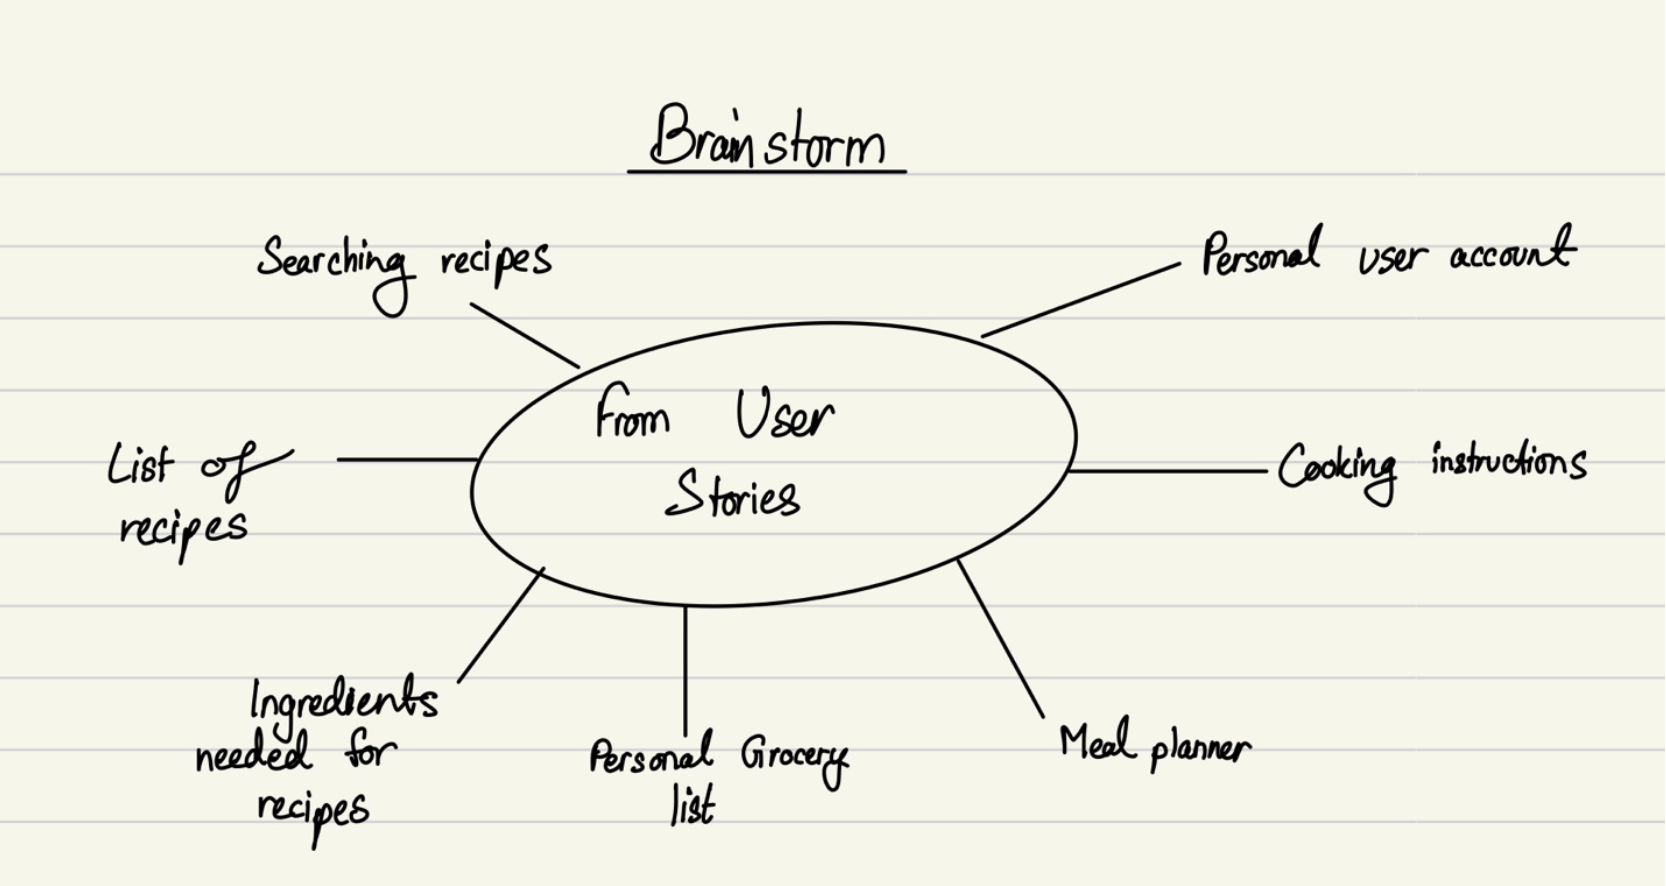 Brainstorm
Searching recipes
Personal user account
From User
Stories
List of
recipes
Cooking instructions
Ingredients
needed for
recipes
Personal Grocery
list
Meal planner